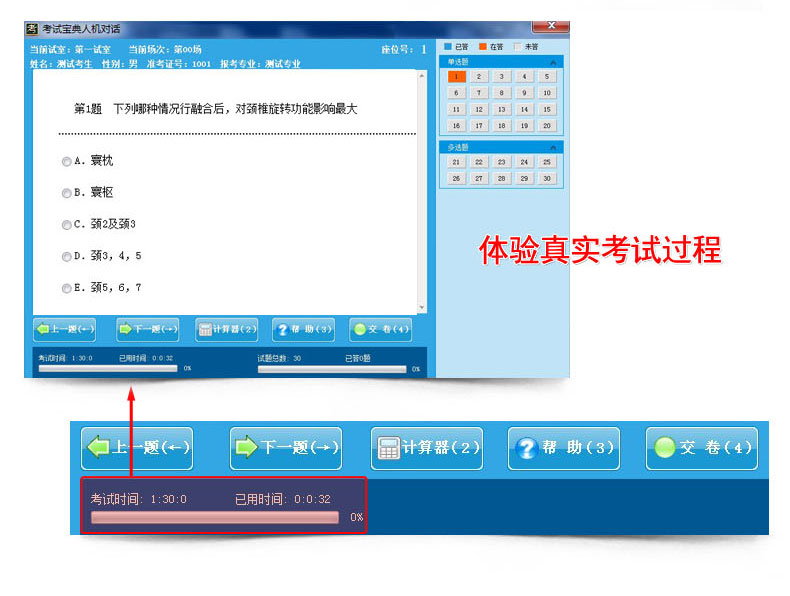 考试宝典人机对话
当前试室：第一试室 当前场次：第00场 座位号： 1
姓名：测试考生 性别：男 准考证号：1001 报考专业：测试专业
第1题 下列哪种情况行融合后，对颈椎旋转功能影响最大
A．寰枕
B．寰枢
C．颈2及颈3
D．颈3，4，5
E．颈5，6，7
上一题(←) 下一题(→) 计算器(2) 帮 助(3) 交 卷(4)
考试时间：1:30:0 已用时间：0:0:32 0% 试题总数：30 已答0题 0%
已答 在答 未答
单选题
1 2 3 4 5
6 7 8 9 10
11 12 13 14 15
16 17 18 19 20
多选题
21 22 23 24 25
26 27 28 29 30
体验真实考试过程
上一题(←) 下一题(→) 计算器(2) 帮 助(3) 交 卷(4)
考试时间：1:30:0 已用时间：0:0:32
0%